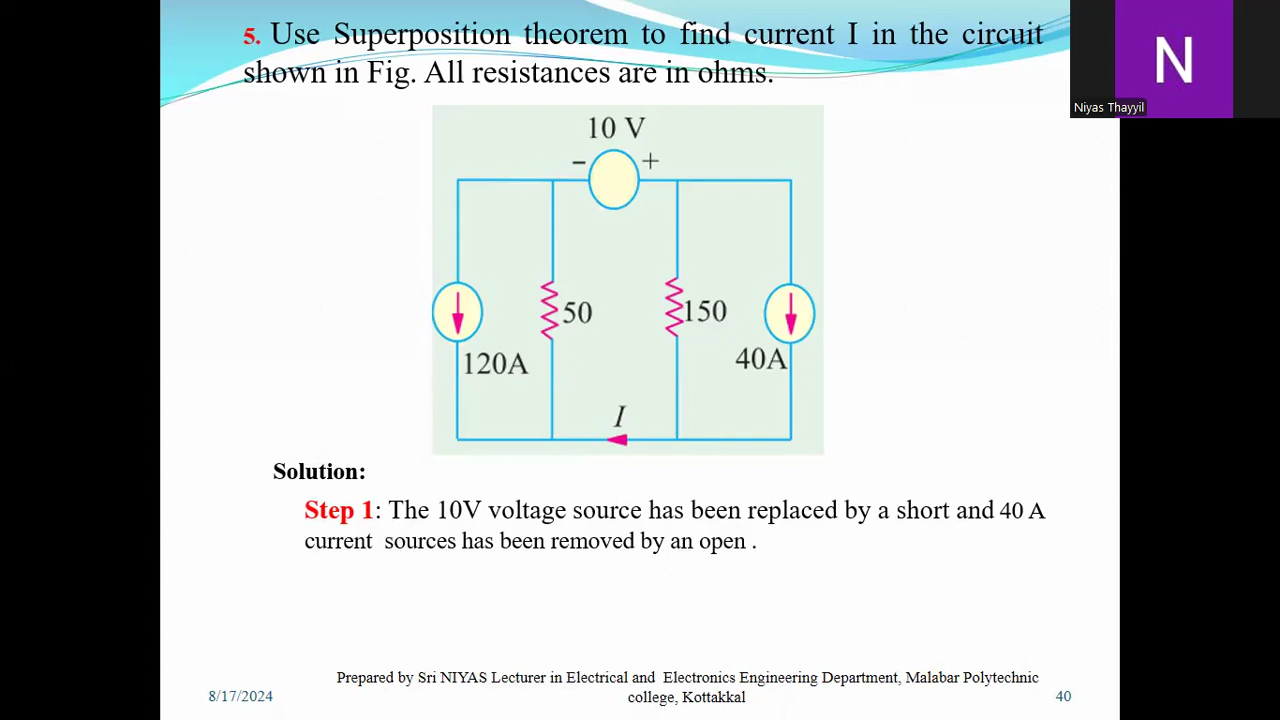 5. Use Superposition theorem to find current I in the circuit
shown in Fig. All resistances are in ohms.
N
Niyas Thayyil
10 V
- +
50
150
120A
40A
I
Solution:
Step 1: The 10V voltage source has been replaced by a short and 40 A
current sources has been removed by an open .
Prepared by Sri NIYAS Lecturer in Electrical and Electronics Engineering Department, Malabar Polytechnic
college, Kottakkal
8/17/2024
40